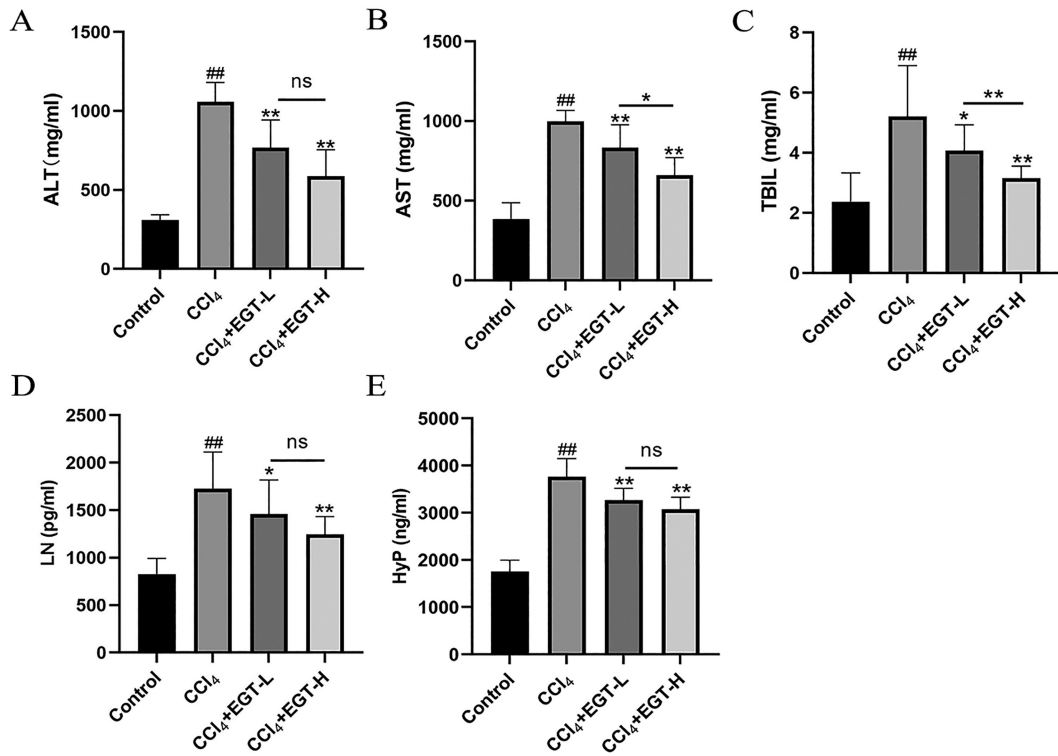 A
ALT(mg/ml)
1500
1000
500
0
##
**
ns
**
Control
CCl₄
CCl₄+EGT-L
CCl₄+EGT-H
B
AST (mg/ml)
1500
1000
500
0
##
**
*
**
Control
CCl₄
CCl₄+EGT-L
CCl₄+EGT-H
C
TBIL (mg/ml)
8
6
4
2
0
##
*
**
**
Control
CCl₄
CCl₄+EGT-L
CCl₄+EGT-H
D
LN (pg/ml)
2500
2000
1500
1000
500
0
##
*
ns
**
Control
CCl₄
CCl₄+EGT-L
CCl₄+EGT-H
E
HyP (ng/ml)
5000
4000
3000
2000
1000
0
##
**
ns
**
Control
CCl₄
CCl₄+EGT-L
CCl₄+EGT-H